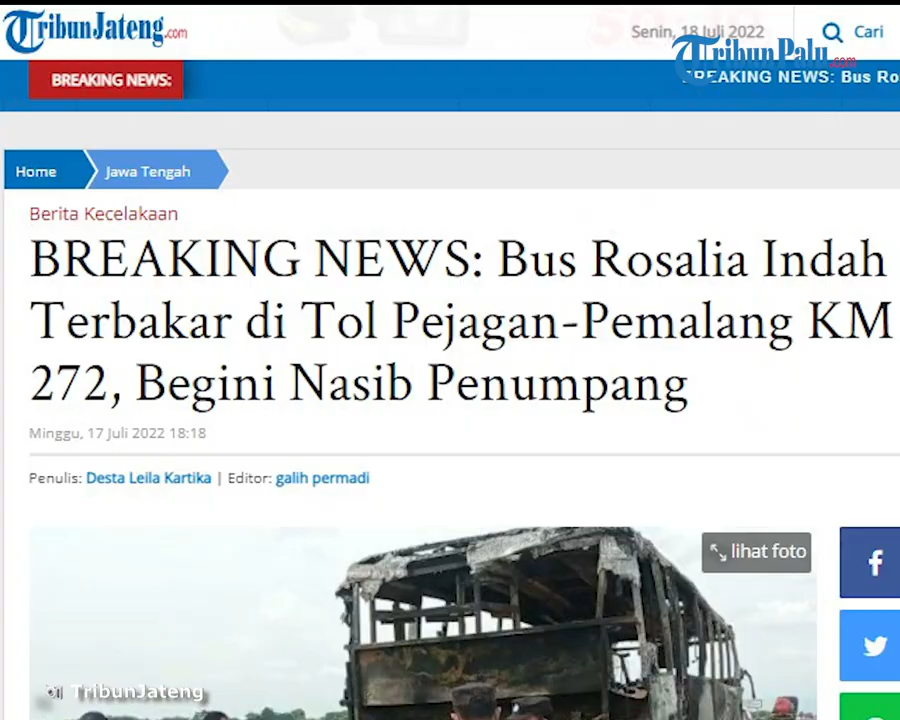 TribunJateng.com
Senin, 18 Juli 2022
Cari
TribunPalu.com
BREAKING NEWS:
BREAKING NEWS: Bus Ro
Home
Jawa Tengah
Berita Kecelakaan
BREAKING NEWS: Bus Rosalia Indah
Terbakar di Tol Pejagan-Pemalang KM
272, Begini Nasib Penumpang
Minggu, 17 Juli 2022 18:18
Penulis: Desta Leila Kartika | Editor: galih permadi
lihat foto
TribunJateng